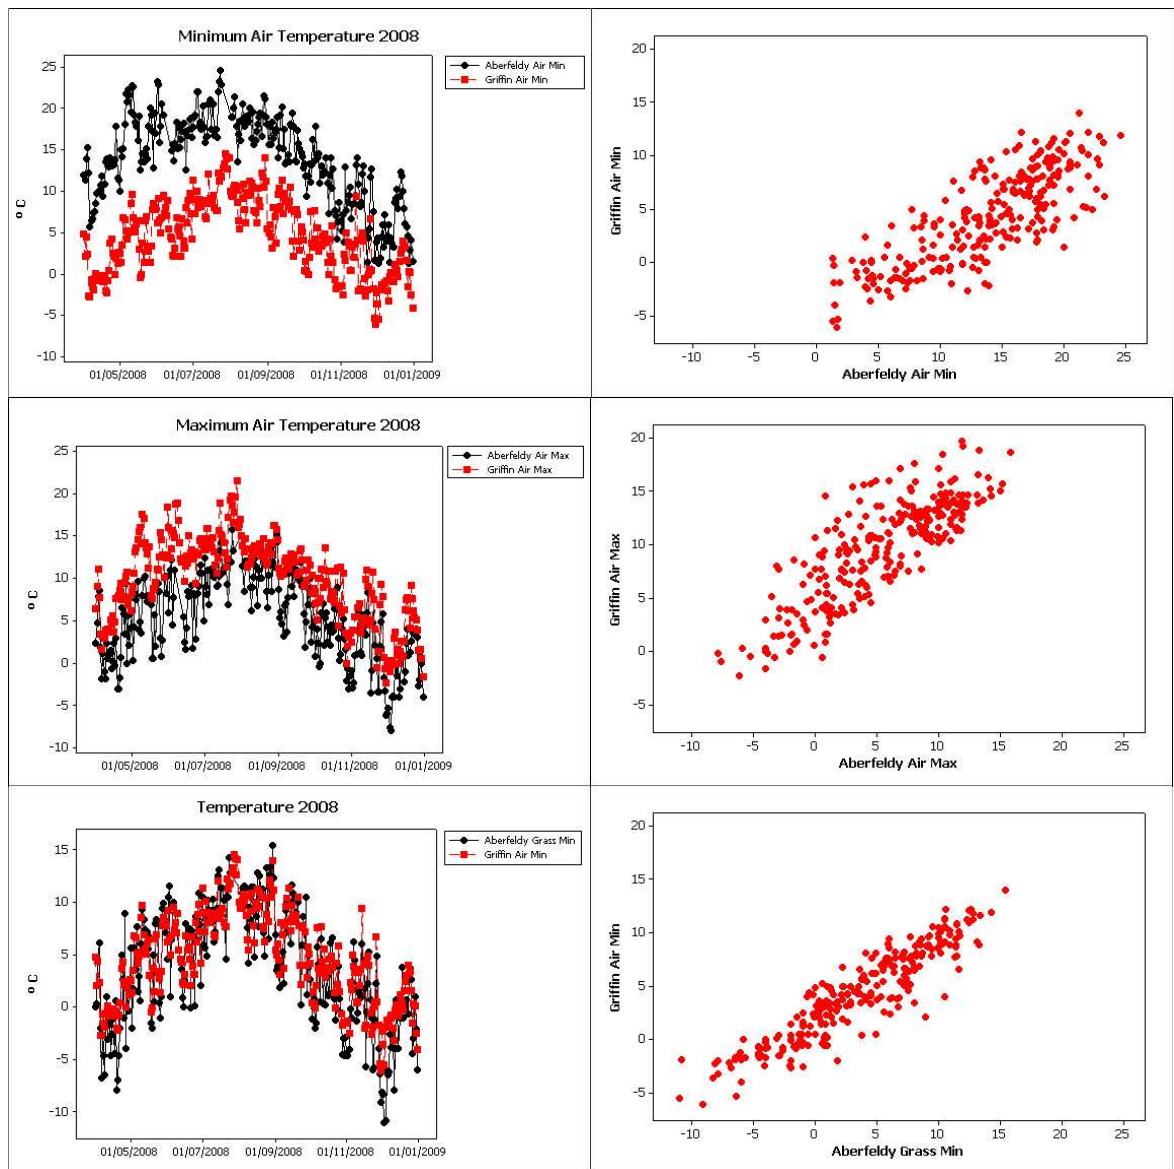 Minimum Air Temperature 2008
Aberfeldy Air Min
Griffin Air Min
25
20
15
10
5
0
-5
-10
°C
01/05/2008 01/07/2008 01/09/2008 01/11/2008 01/01/2009
20
15
10
5
0
-5
Griffin Air Min
-10 -5 0 5 10 15 20 25
Aberfeldy Air Min
Maximum Air Temperature 2008
Aberfeldy Air Max
Griffin Air Max
25
20
15
10
5
0
-5
-10
°C
01/05/2008 01/07/2008 01/09/2008 01/11/2008 01/01/2009
20
15
10
5
0
-5
Griffin Air Max
-10 -5 0 5 10 15 20 25
Aberfeldy Air Max
Temperature 2008
Aberfeldy Grass Min
Griffin Air Min
15
10
5
0
-5
-10
°C
01/05/2008 01/07/2008 01/09/2008 01/11/2008 01/01/2009
20
15
10
5
0
-5
Griffin Air Min
-10 -5 0 5 10 15 20 25
Aberfeldy Grass Min